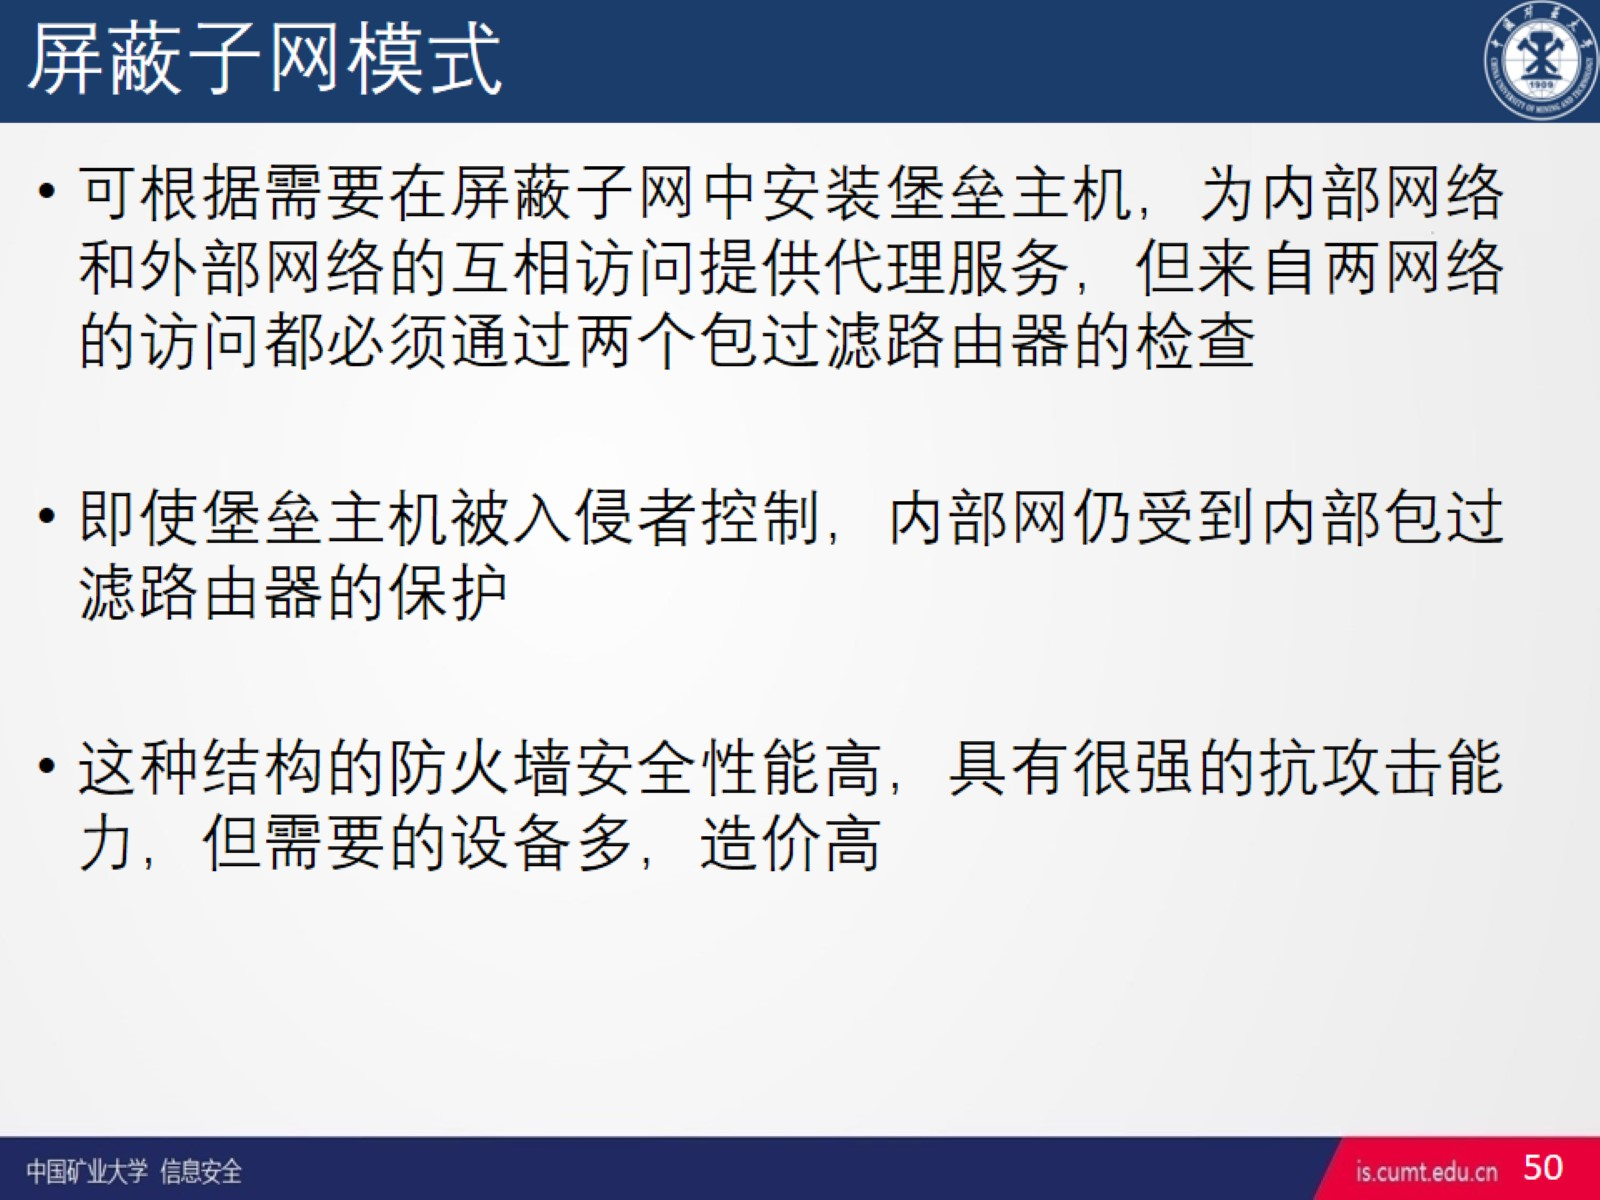 屏蔽子网模式
CHINA UNIVERSITY OF MINING AND TECHNOLOGY
1909
• 可根据需要在屏蔽子网中安装堡垒主机，为内部网络
和外部网络的互相访问提供代理服务，但来自两网络
的访问都必须通过两个包过滤路由器的检查
• 即使堡垒主机被入侵者控制，内部网仍受到内部包过
滤路由器的保护
• 这种结构的防火墙安全性能高，具有很强的抗攻击能
力，但需要的设备多，造价高
中国矿业大学 信息安全
is.cumt.edu.cn 50